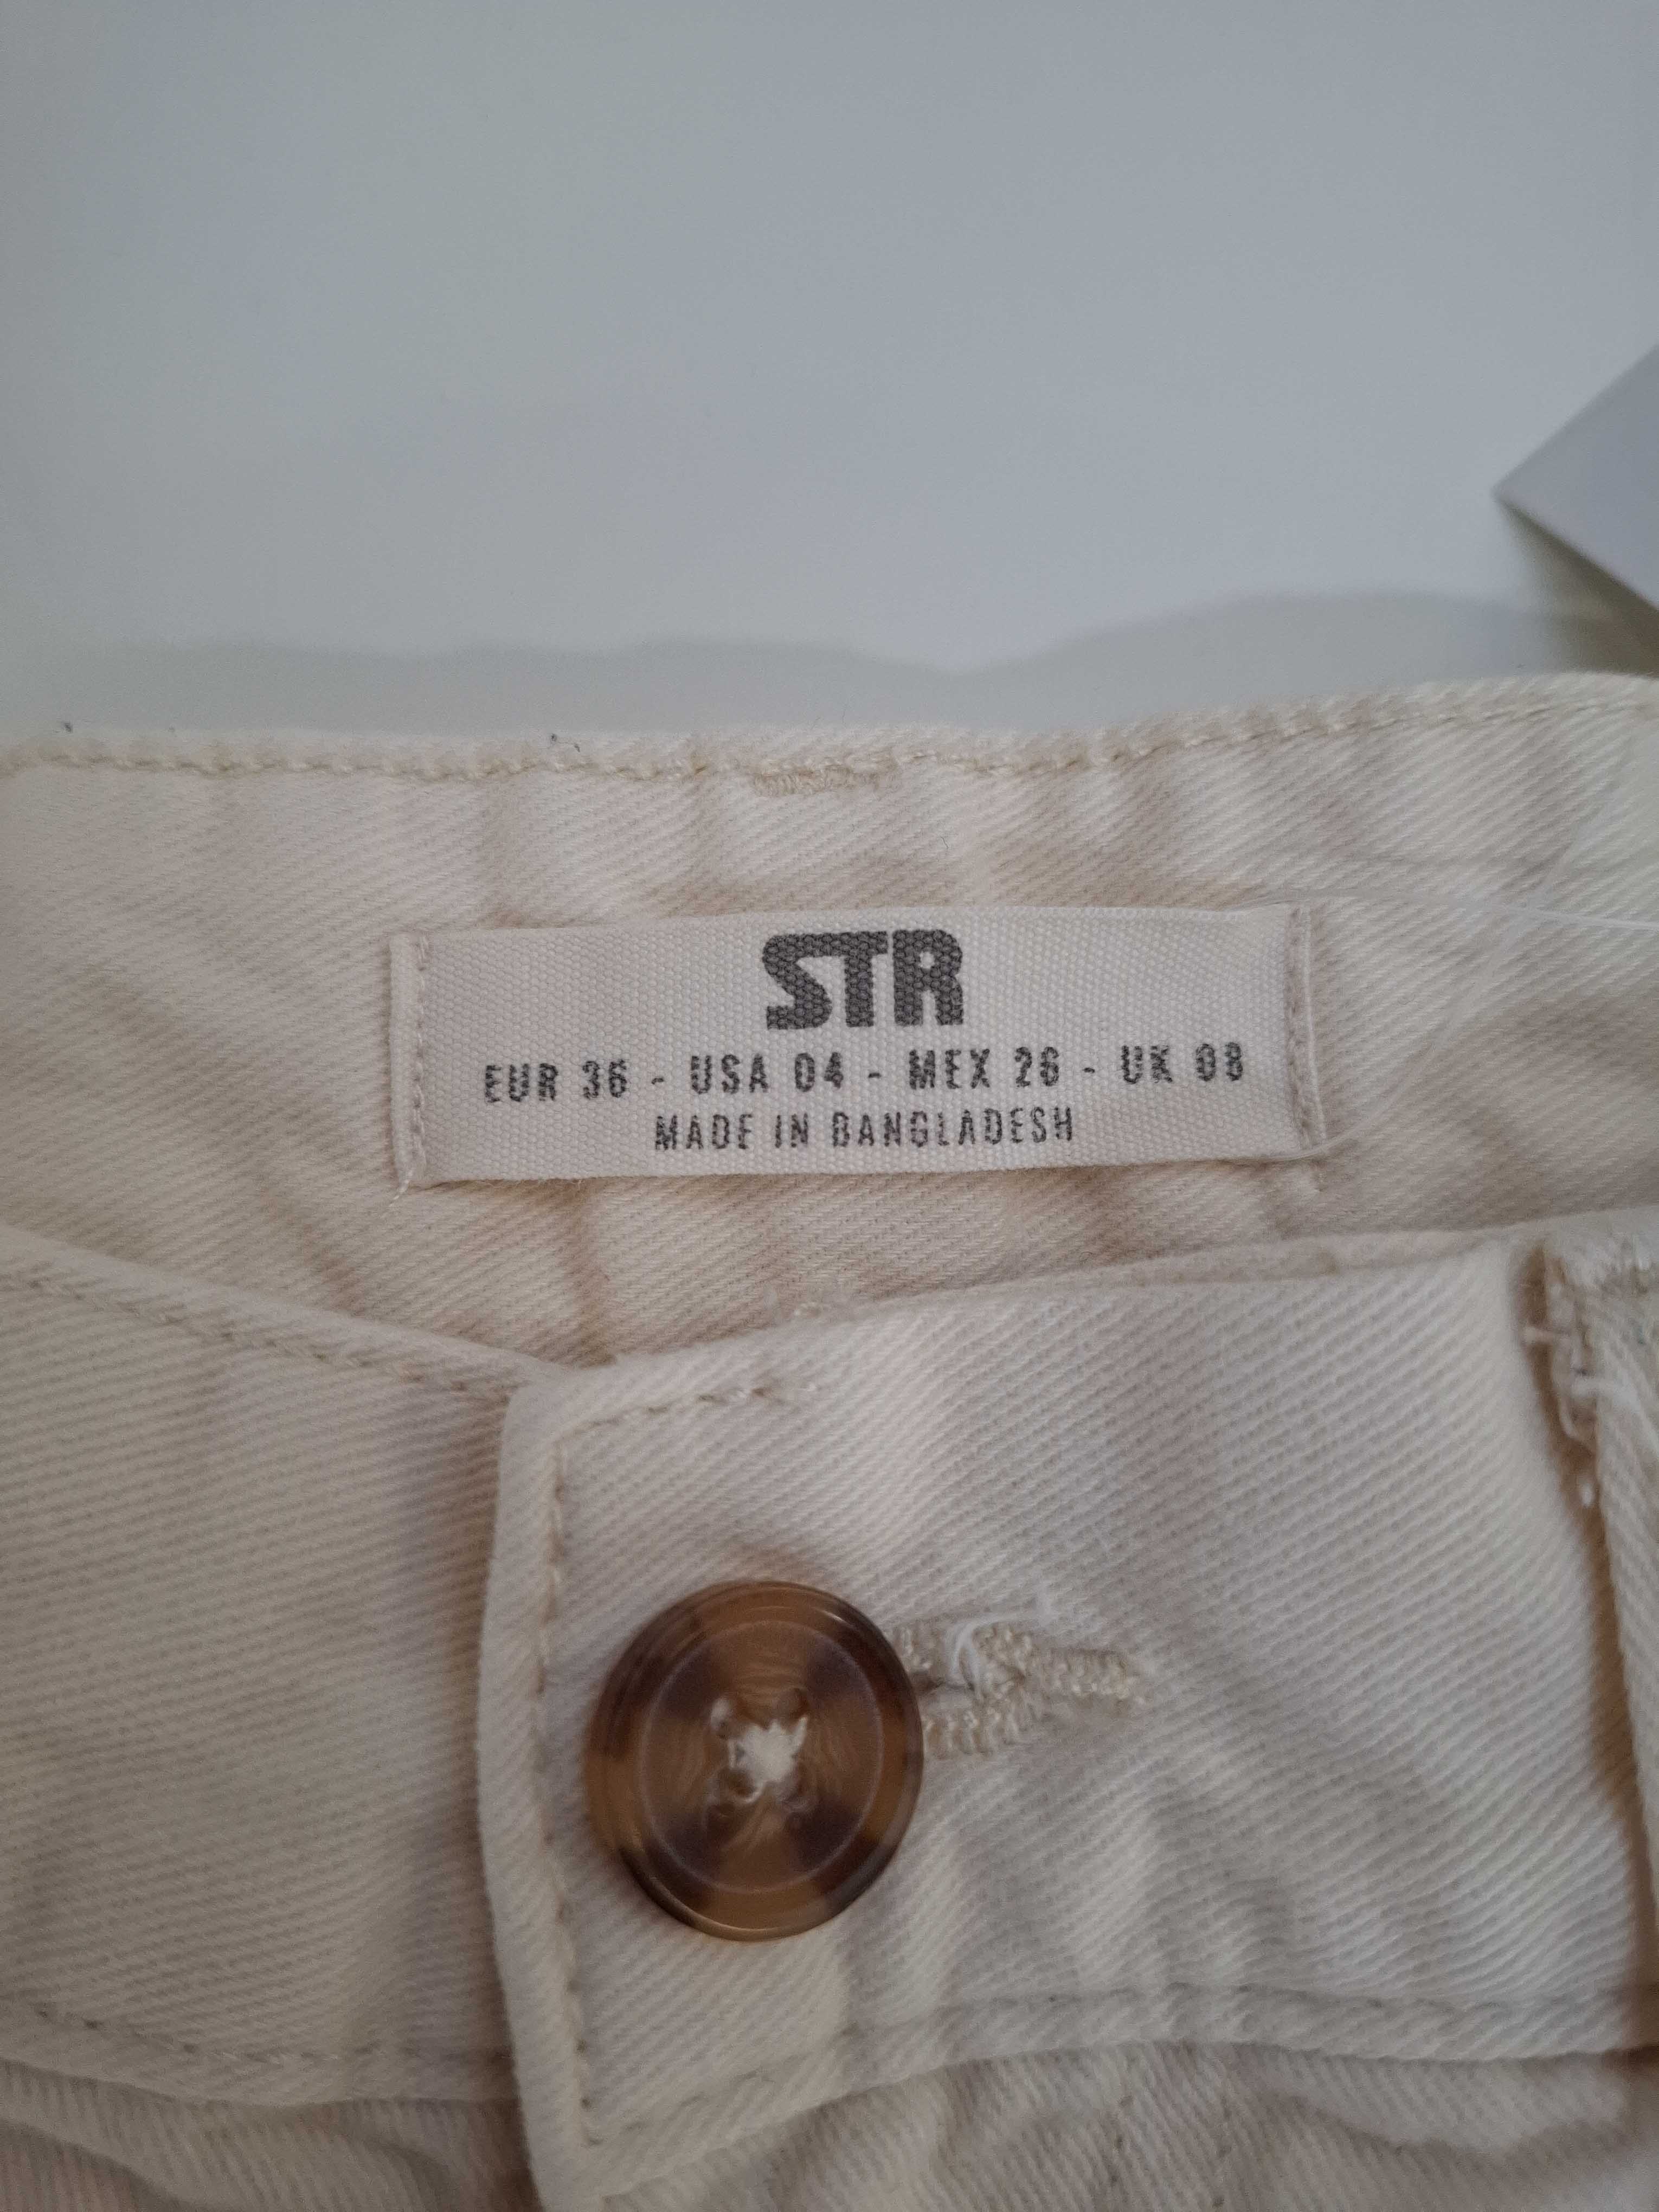 STR
EUR 36 - USA 04 - MEX 26 - UK 08
MADE IN BANGLADESH